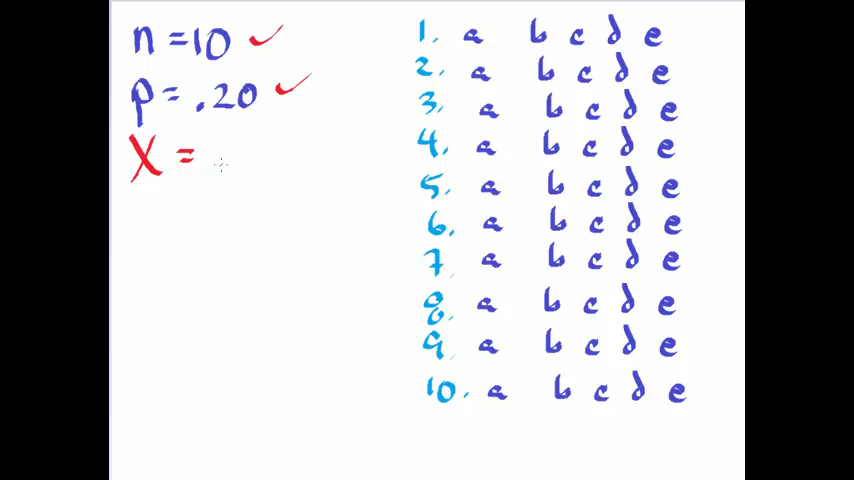 n = 10 ✓
p = .20 ✓
X =
1. a b c d e
2. a b c d e
3. a b c d e
4. a b c d e
5. a b c d e
6. a b c d e
7. a b c d e
8. a b c d e
9. a b c d e
10. a b c d e